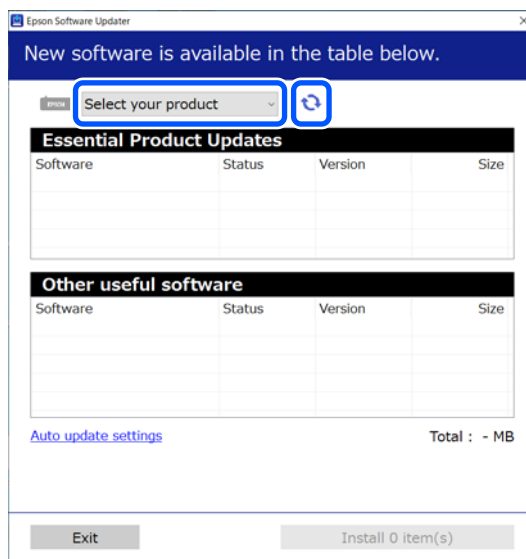 Epson Software Updater
New software is available in the table below.
EPSON
Select your product
Essential Product Updates
Software Status Version Size
Other useful software
Software Status Version Size
Auto update settings
Total : - MB
Exit
Install 0 item(s)